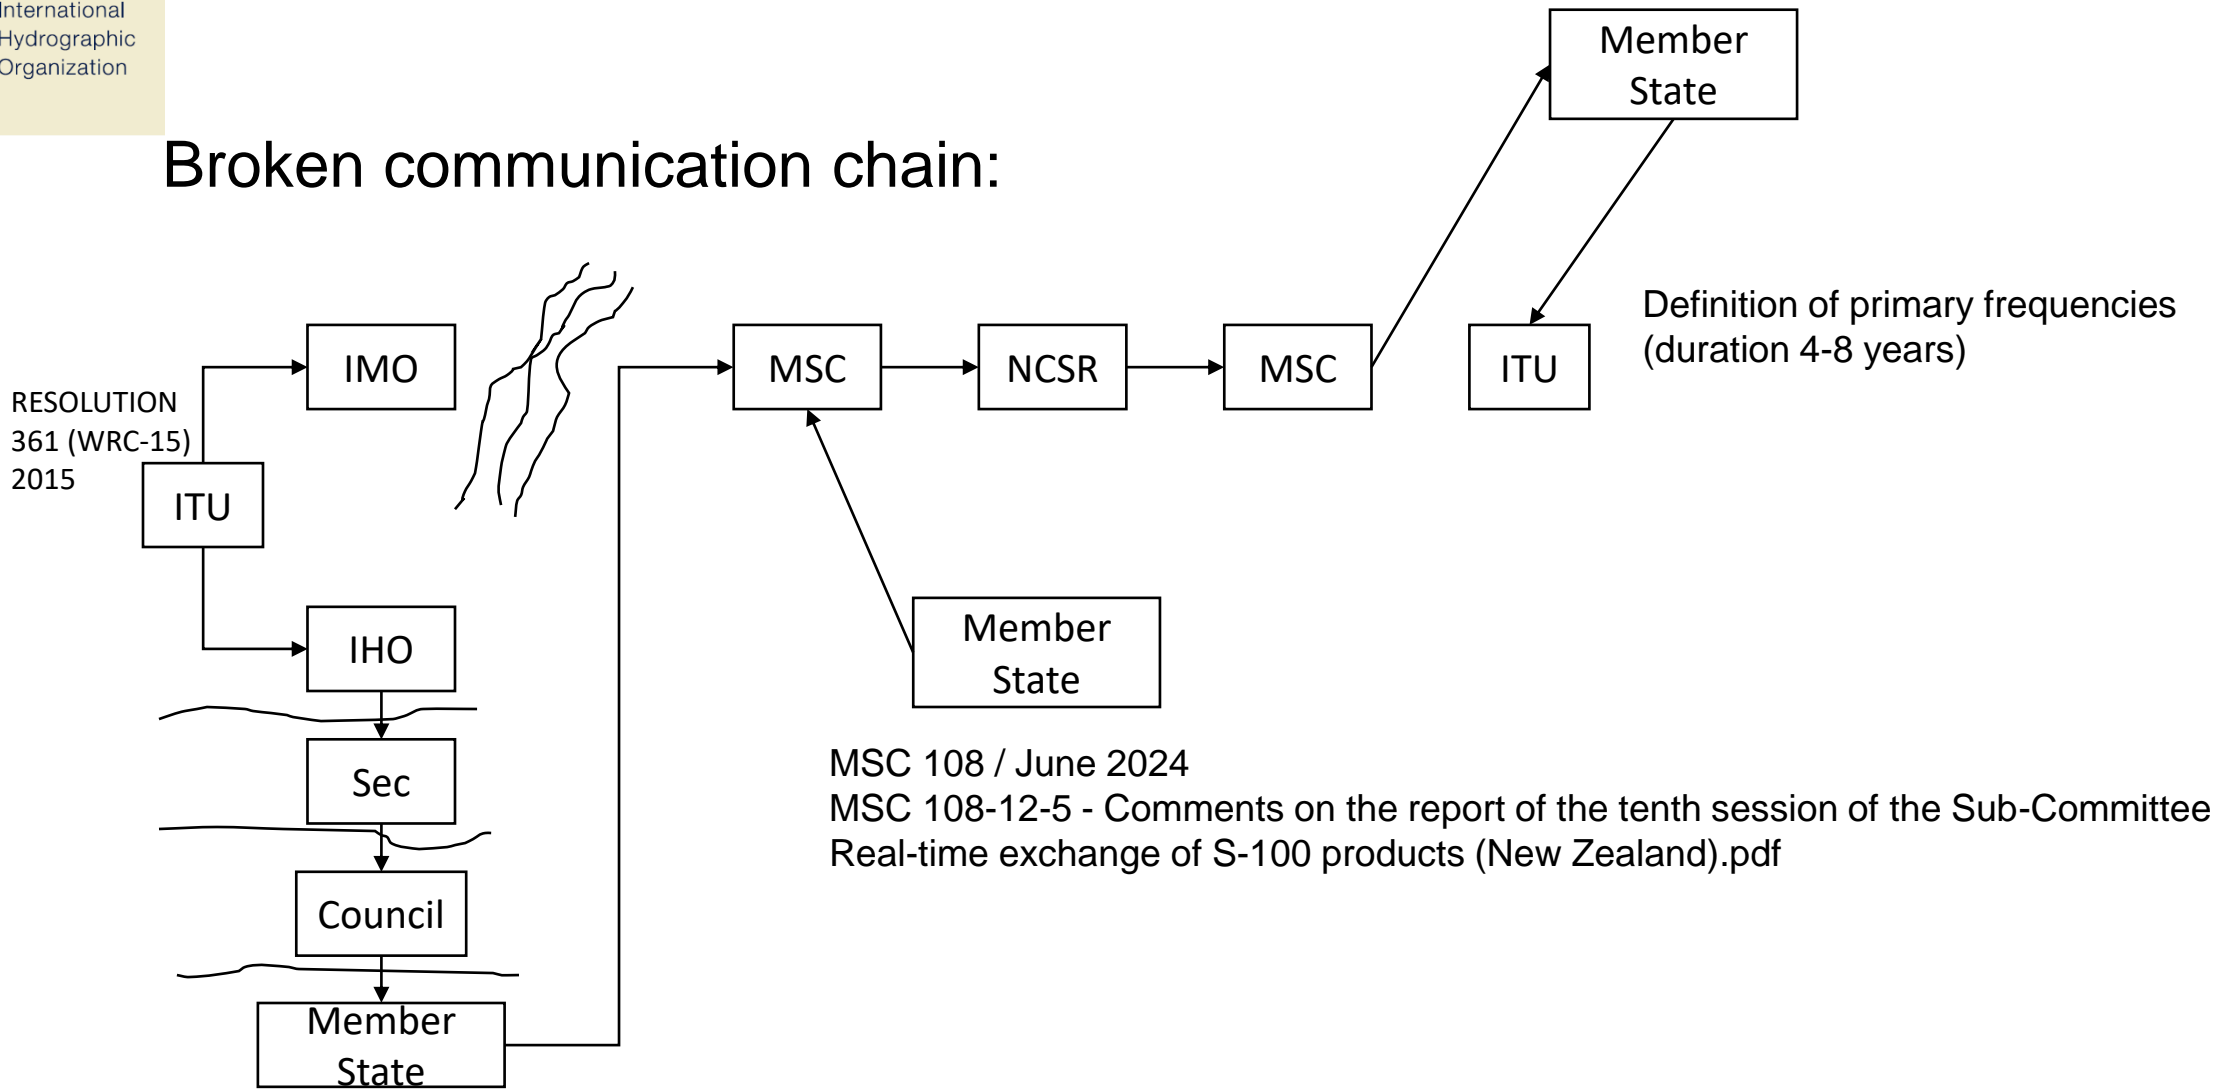 International
Hydrographic
Organization
Member
State
Broken communication chain:
Definition of primary frequencies
(duration 4-8 years)
IMO
MSC
NCSR
MSC
ITU
RESOLUTION
361 (WRC-15)
2015
ITU
IHO
Member
State
Sec
MSC 108 / June 2024
MSC 108-12-5 - Comments on the report of the tenth session of the Sub-Committee
Real-time exchange of S-100 products (New Zealand).pdf
Council
Member
State